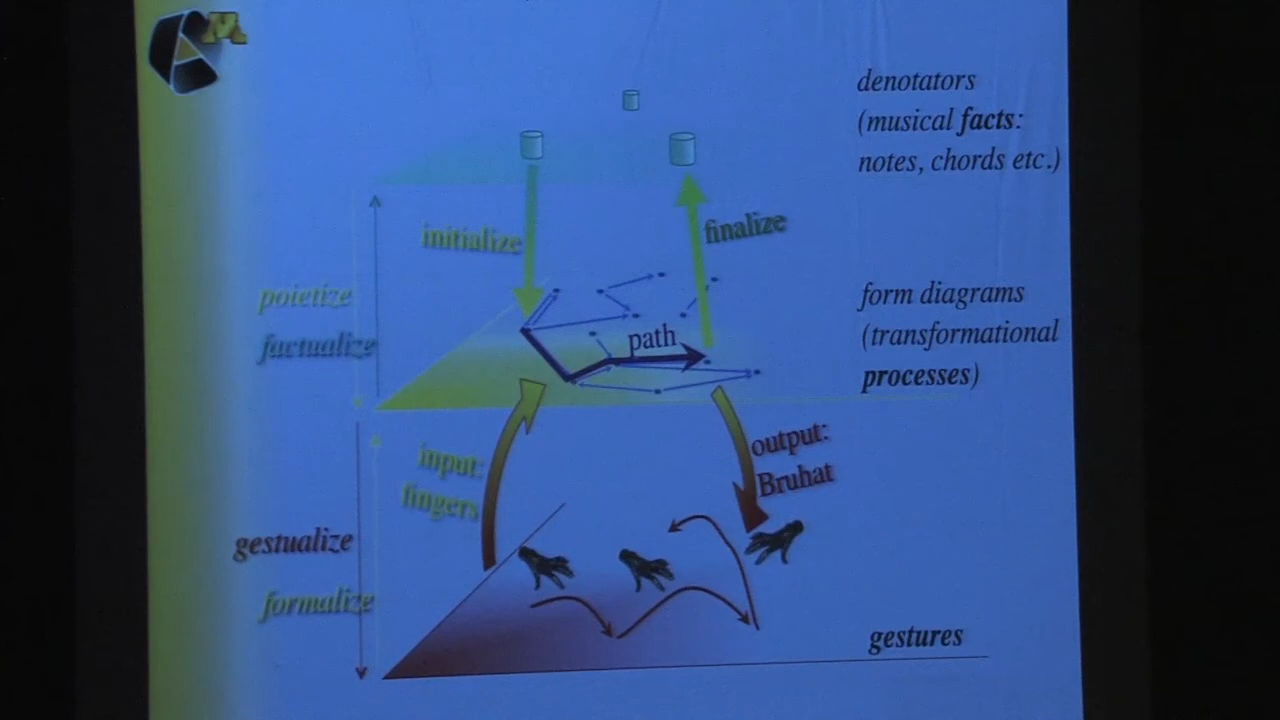 denotators
(musical facts:
notes, chords etc.)
initialize
finalize
poietize
factualize
path
form diagrams
(transformational
processes)
input:
fingers
output:
Bruhat
gestualize
formalize
gestures
M